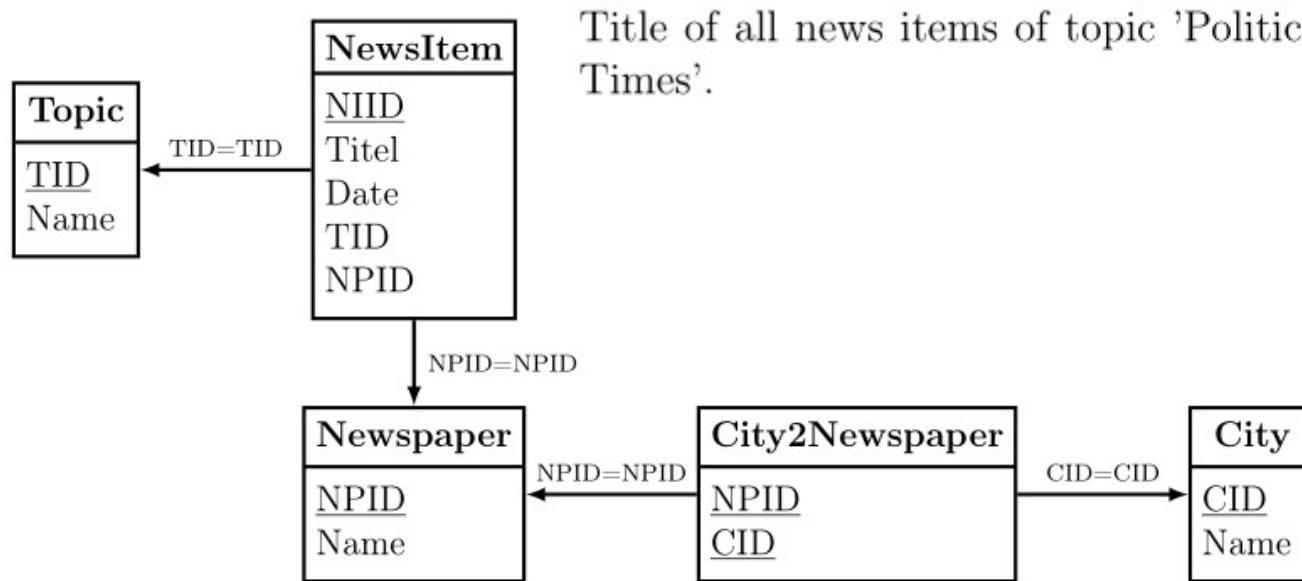 Title of all news items of topic 'Politic
Times'.
NewsItem
NIID
Titel
Date
TID
NPID
Topic
TID
Name
TID=TID
NPID=NPID
Newspaper
NPID
Name
NPID=NPID
City2Newspaper
NPID
CID
CID=CID
City
CID
Name